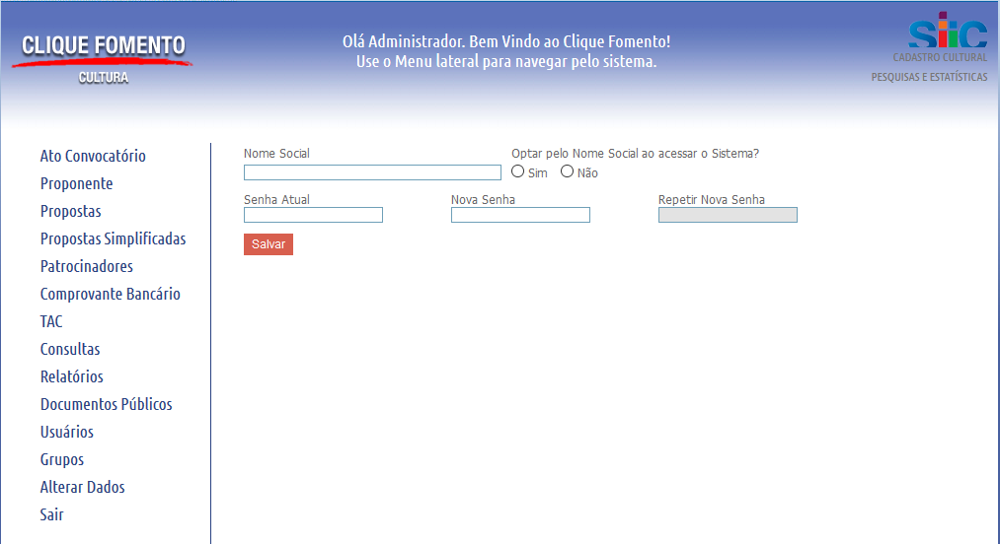 CLIQUE FOMENTO
CULTURA
Olá Administrador. Bem Vindo ao Clique Fomento!
Use o Menu lateral para navegar pelo sistema.
SiiC
CADASTRO CULTURAL
PESQUISAS E ESTATÍSTICAS
Ato Convocatório
Proponente
Propostas
Propostas Simplificadas
Patrocinadores
Comprovante Bancário
TAC
Consultas
Relatórios
Documentos Públicos
Usuários
Grupos
Alterar Dados
Sair
Nome Social
Optar pelo Nome Social ao acessar o Sistema?
Sim Não
Senha Atual Nova Senha Repetir Nova Senha
Salvar